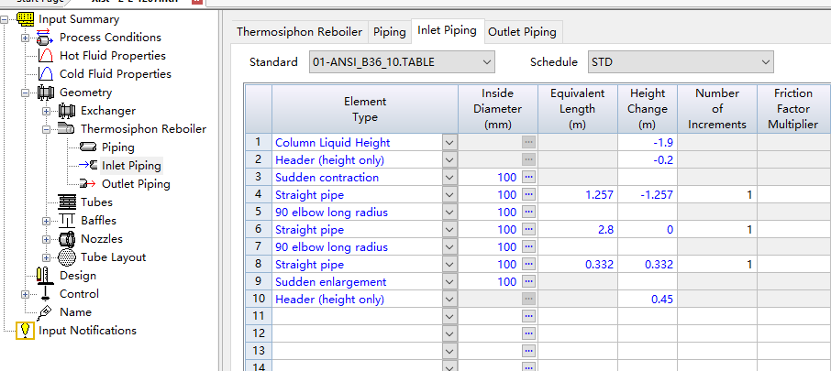 Input Summary
Process Conditions
Hot Fluid Properties
Cold Fluid Properties
Geometry
Exchanger
Thermosiphon Reboiler
Piping
Inlet Piping
Outlet Piping
Tubes
Baffles
Nozzles
Tube Layout
Design
Control
Name
Input Notifications
Thermosiphon Reboiler Piping Inlet Piping Outlet Piping
Standard 01-ANSI_B36_10.TABLE Schedule STD
Element Type Inside Diameter (mm) Equivalent Length (m) Height Change (m) Number of Increments Friction Factor Multiplier
1 Column Liquid Height -1.9
2 Header (height only) -0.2
3 Sudden contraction 100
4 Straight pipe 100 1.257 -1.257 1
5 90 elbow long radius 100
6 Straight pipe 100 2.8 0 1
7 90 elbow long radius 100
8 Straight pipe 100 0.332 0.332 1
9 Sudden enlargement 100
10 Header (height only) 0.45
11
12
13
14